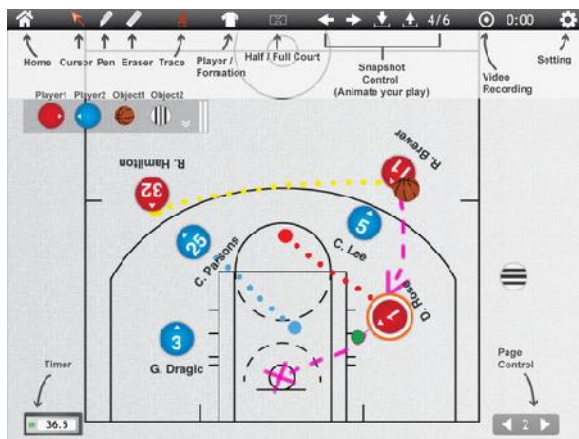 4/6
0:00
Home
Cursor
Pen
Eraser
Trace
Player /
Formation
Half / Full Court
Snapshot
Control
(Animate your play)
Video
Recording
Setting
Player1
Player2
Object1
Object2
R. Hamilton
32
R. Brewer
11
5
C. Lee
25
C. Parsons
D. Rose
1
3
G. Dragic
Timer
36.5
Page
Control
2